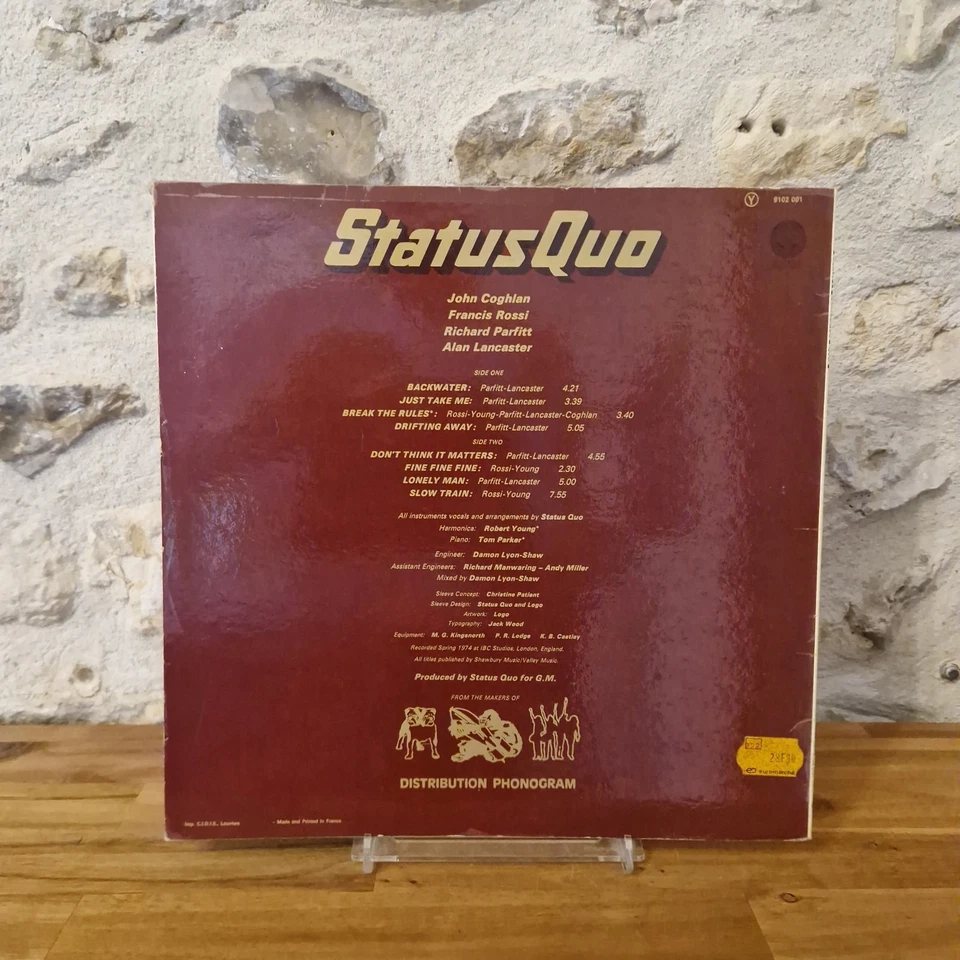 Y 9102 001
StatusQuo
John Coghlan
Francis Rossi
Richard Parfitt
Alan Lancaster
SIDE ONE
BACKWATER: Parfitt-Lancaster 4.21
JUST TAKE ME: Parfitt-Lancaster 3.39
BREAK THE RULES*: Rossi-Young-Parfitt-Lancaster-Coghlan 3.40
DRIFTING AWAY: Parfitt-Lancaster 5.05
SIDE TWO
DON'T THINK IT MATTERS: Parfitt-Lancaster 4.55
FINE FINE FINE: Rossi-Young 2.30
LONELY MAN: Parfitt-Lancaster 5.00
SLOW TRAIN: Rossi-Young 7.55
All instruments vocals and arrangements by Status Quo
Harmonica: Robert Young*
Piano: Tom Parker*
Engineer: Damon Lyon-Shaw
Assistant Engineers: Richard Manwaring – Andy Miller
Mixed by Damon Lyon-Shaw
Sleeve Concept: Christine Patient
Sleeve Design: Status Quo and Logo
Artwork: Logo
Typography: Jack Wood
Equipment: M. G. Kingsnorth P. R. Lodge K. B. Castley
Recorded Spring 1974 at IBC Studios, London, England.
All titles published by Shawbury Music/Valley Music.
Produced by Status Quo for G.M.
FROM THE MAKERS OF
DISTRIBUTION PHONOGRAM
Imp. C.I.D.I.S., Louviers - Made and Printed in France